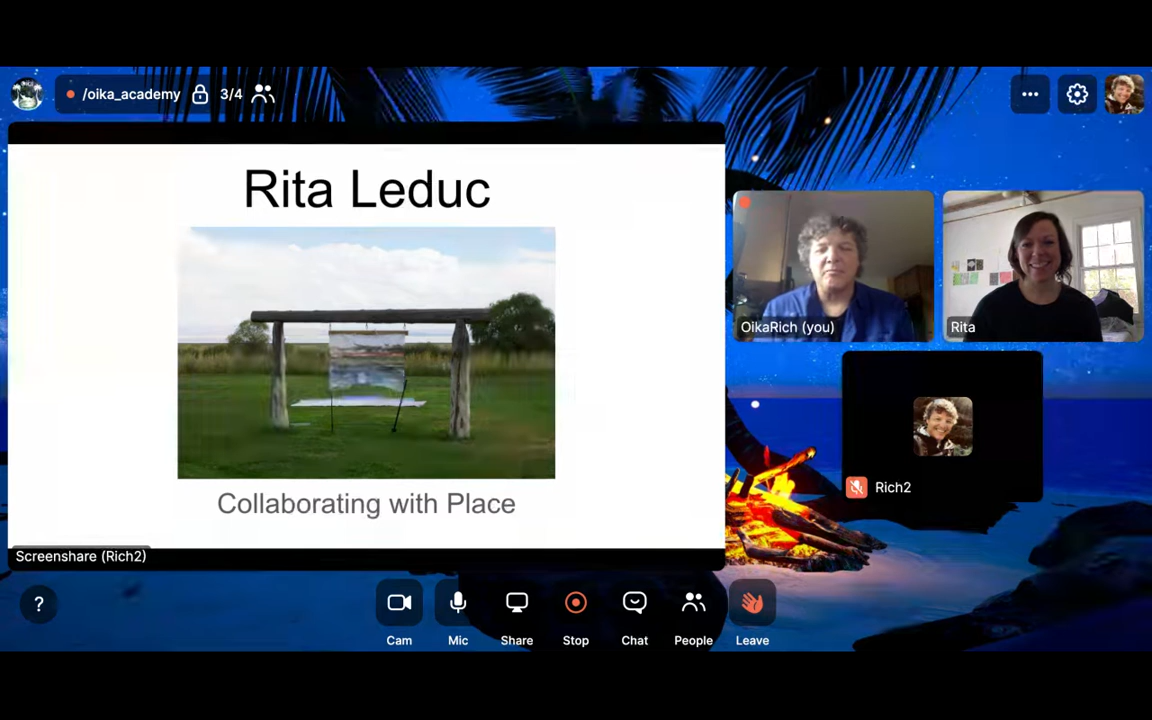 /oika_academy 3/4
Rita Leduc
Collaborating with Place
Screenshare (Rich2)
OikaRich (you)
Rita
Rich2
?
Cam
Mic
Share
Stop
Chat
People
Leave